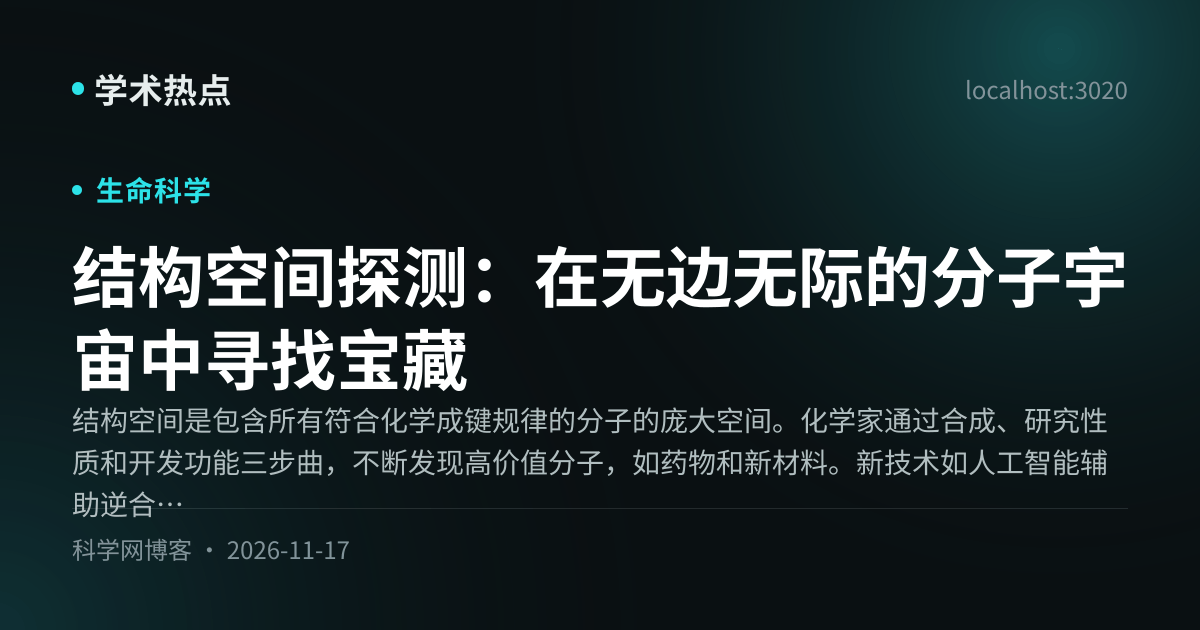 学术热点
localhost:3020
生命科学
结构空间探测：在无边无际的分子宇
宙中寻找宝藏
结构空间是包含所有符合化学成键规律的分子的庞大空间。化学家通过合成、研究性
质和开发功能三步曲，不断发现高价值分子，如药物和新材料。新技术如人工智能辅
助逆合…
科学网博客 · 2026-11-17